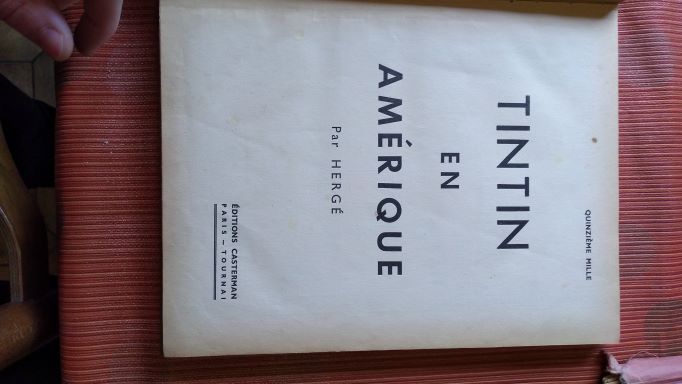 QUINZIÈME MILLE
TINTIN
EN
AMÉRIQUE
Par HERGÉ
ÉDITIONS CASTERMAN
PARIS — TOURNAI